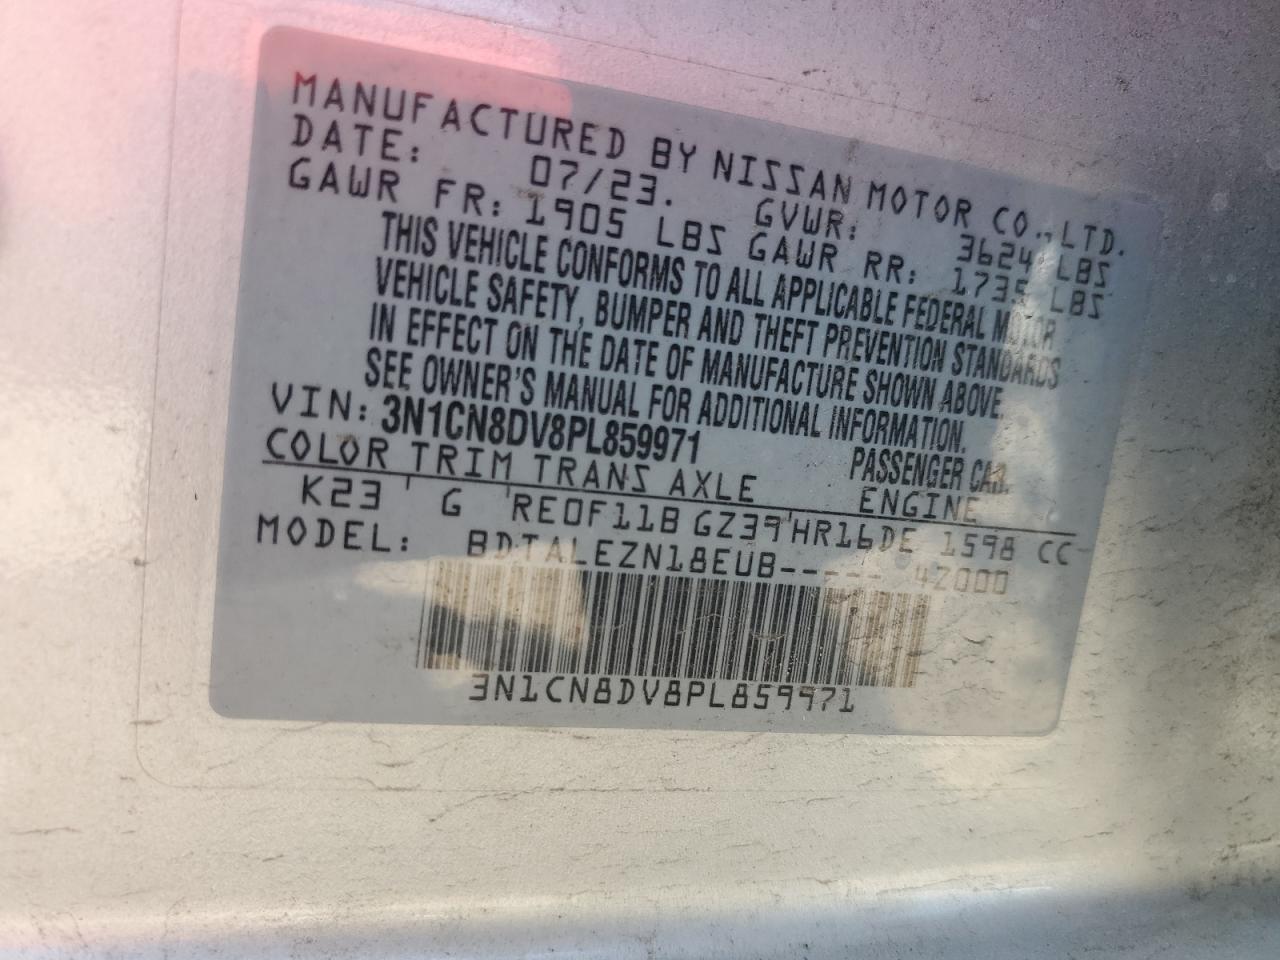 MANUFACTURED BY NISSAN MOTOR CO., LTD.
DATE: 07/23. GVWR: 3624 LBS
GAWR FR: 1905 LBS GAWR RR: 1735 LBS
THIS VEHICLE CONFORMS TO ALL APPLICABLE FEDERAL MOTOR
VEHICLE SAFETY, BUMPER AND THEFT PREVENTION STANDARDS
IN EFFECT ON THE DATE OF MANUFACTURE SHOWN ABOVE.
SEE OWNER'S MANUAL FOR ADDITIONAL INFORMATION.
VIN: 3N1CN8DV8PL859971 PASSENGER CAR.
COLOR TRIM TRANS AXLE ENGINE
K23 G RE0F11B GZ39 HR16DE 1598 CC
MODEL: BDTALEZN18EUB----- 42000
3N1CN8DV8PL859971